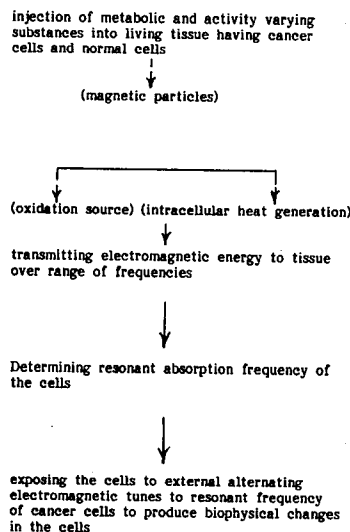 injection of metabolic and activity varying
substances into living tissue having cancer
cells and normal cells
(magnetic particles)
(oxidation source) (intracellular heat generation)
transmitting electromagnetic energy to tissue
over range of frequencies
Determining resonant absorption frequency of
the cells
exposing the cells to external alternating
electromagnetic tunes to resonant frequency
of cancer cells to produce biophysical changes
in the cells